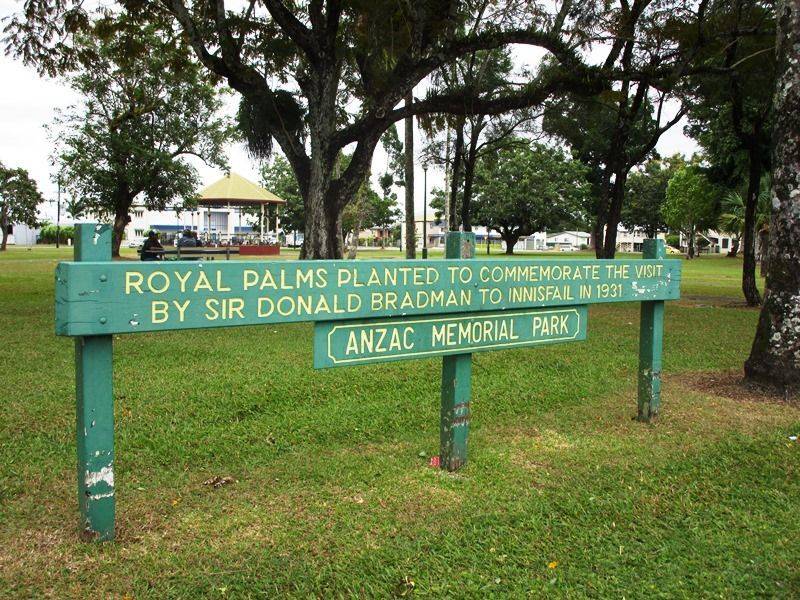 ROYAL PALMS PLANTED TO COMMEMORATE THE VISIT
BY SIR DONALD BRADMAN TO INNISFAIL IN 1931
ANZAC MEMORIAL PARK